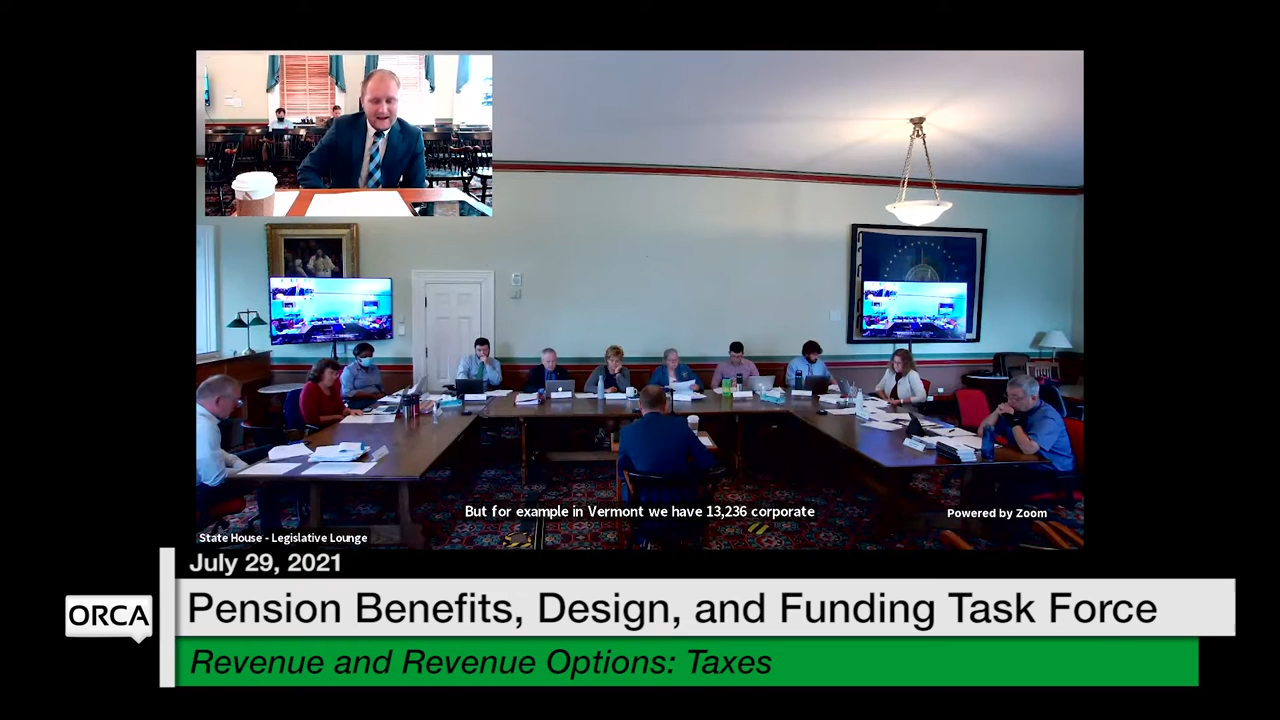 But for example in Vermont we have 13,236 corporate
Powered by Zoom
State House - Legislative Lounge
July 29, 2021
ORCA
Pension Benefits, Design, and Funding Task Force
Revenue and Revenue Options: Taxes